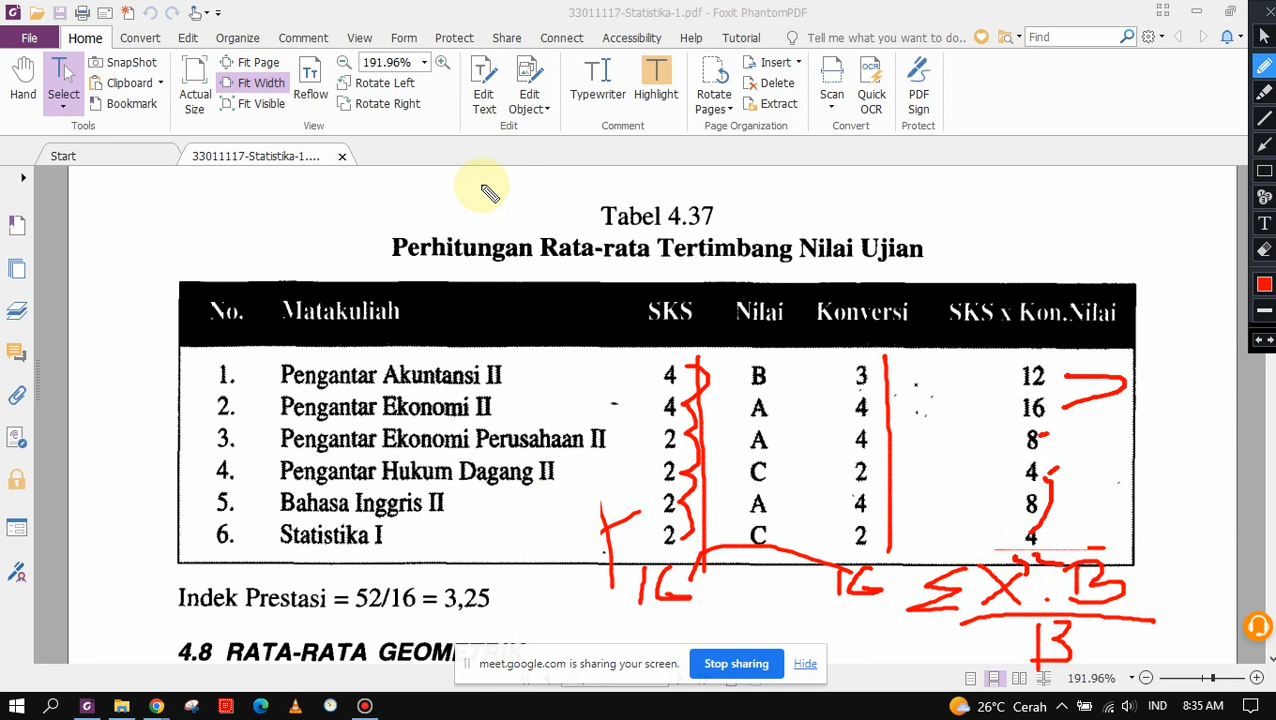 33011117-Statistika-1.pdf - Foxit PhantomPDF
File Home Convert Edit Organize Comment View Form Protect Share Accessibility Help Tutorial Tell me what you want to do... Find
Hand
Select
SnapShot
Clipboard
Bookmark
Tools
Actual Size
Fit Page
Fit Width
Fit Visible
Reflow
191.96%
Rotate Left
Rotate Right
View
Edit Text
Edit Object
Edit
Typewriter
Highlight
Comment
Rotate Pages
Insert
Delete
Extract
Page Organization
Scan
Quick OCR
Convert
PDF Sign
Protect
Start
33011117-Statistika-1....
Tabel 4.37
Perhitungan Rata-rata Tertimbang Nilai Ujian
No. Matakuliah SKS Nilai Konversi SKS x Kon.Nilai
1. Pengantar Akuntansi II 4 B 3 12
2. Pengantar Ekonomi II 4 A 4 16
3. Pengantar Ekonomi Perusahaan II 2 A 4 8
4. Pengantar Hukum Dagang II 2 C 2 4
5. Bahasa Inggris II 2 A 4 8
6. Statistika I 2 C 2 4
16 16 Σ X . B
B
Indek Prestasi = 52/16 = 3,25
4.8 RATA-RATA GEOMETRIK
meet.google.com is sharing your screen. Stop sharing Hide
191.96%
26°C Cerah IND 8:35 AM